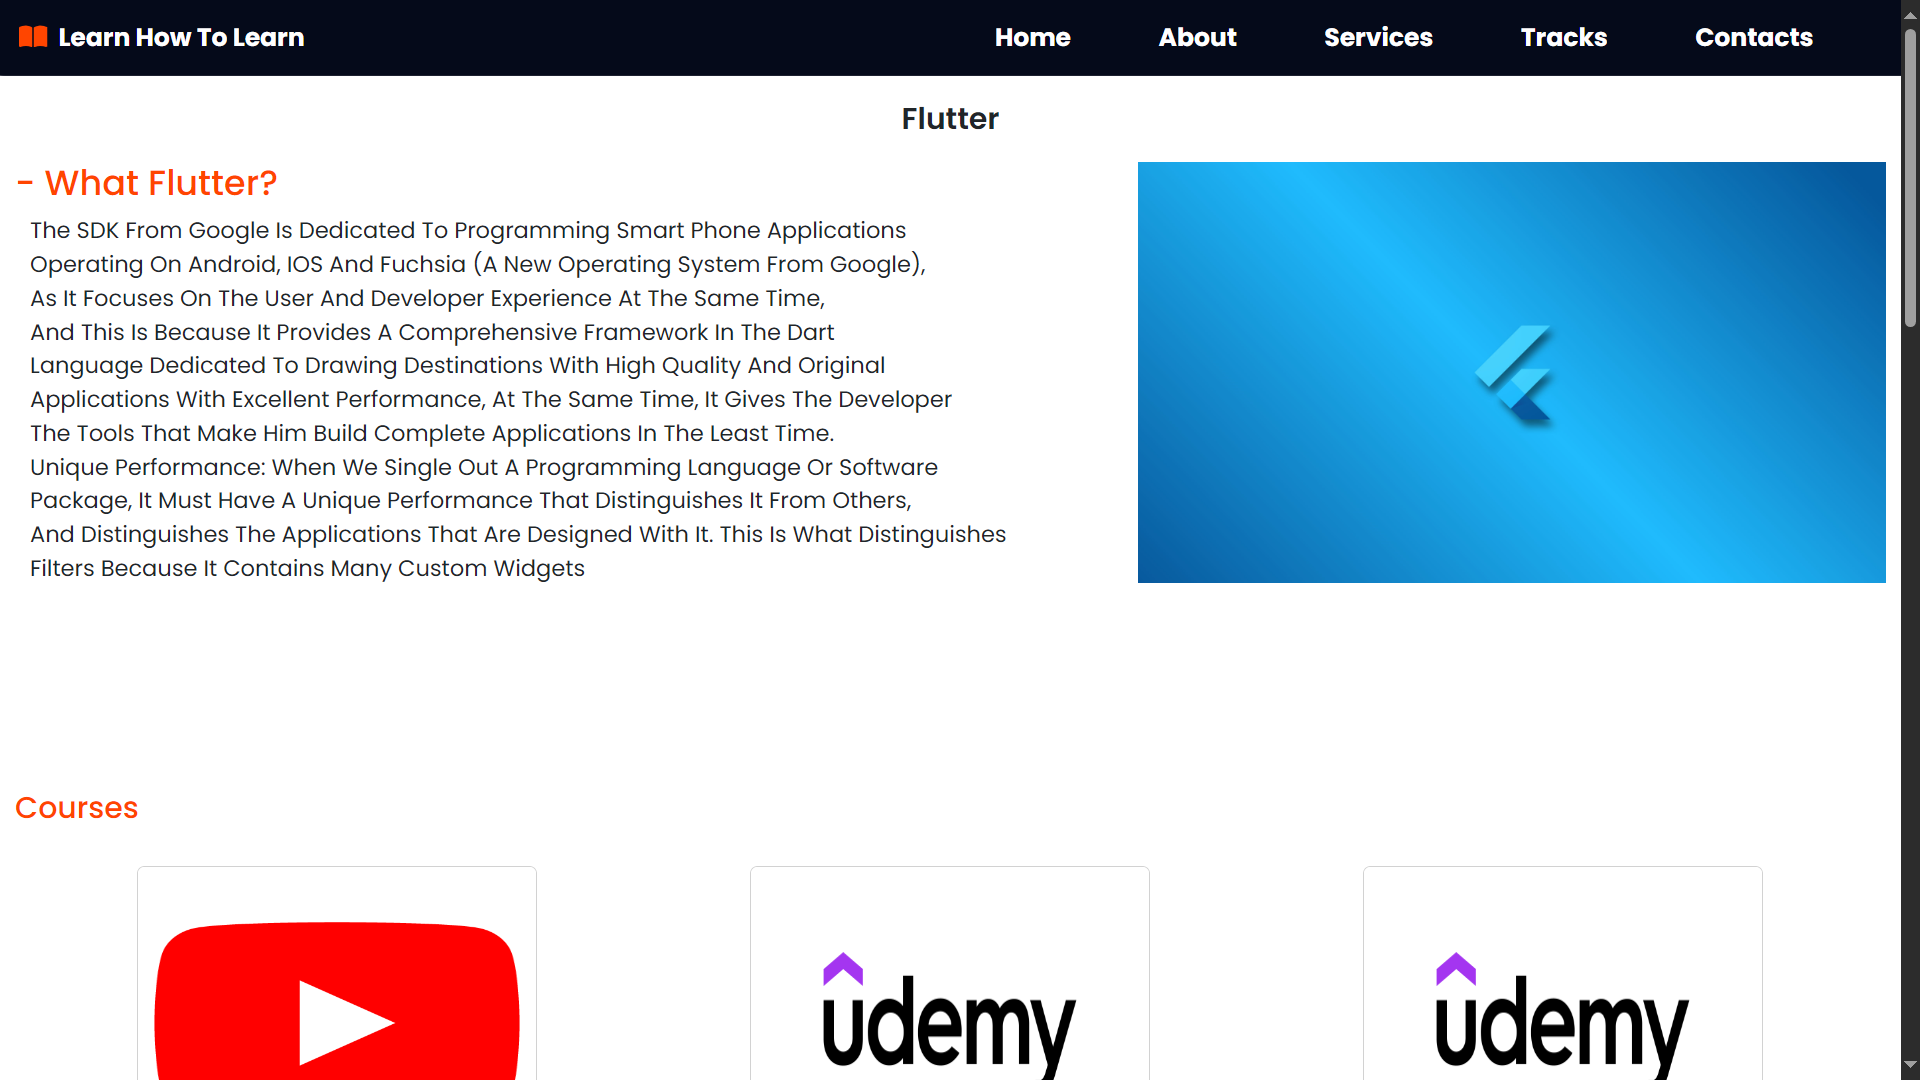 Learn How To Learn
Home
About
Services
Tracks
Contacts
Flutter
- What Flutter?
The SDK From Google Is Dedicated To Programming Smart Phone Applications
Operating On Android, IOS And Fuchsia (A New Operating System From Google),
As It Focuses On The User And Developer Experience At The Same Time,
And This Is Because It Provides A Comprehensive Framework In The Dart
Language Dedicated To Drawing Destinations With High Quality And Original
Applications With Excellent Performance, At The Same Time, It Gives The Developer
The Tools That Make Him Build Complete Applications In The Least Time.
Unique Performance: When We Single Out A Programming Language Or Software
Package, It Must Have A Unique Performance That Distinguishes It From Others,
And Distinguishes The Applications That Are Designed With It. This Is What Distinguishes
Filters Because It Contains Many Custom Widgets
Courses
udemy
udemy